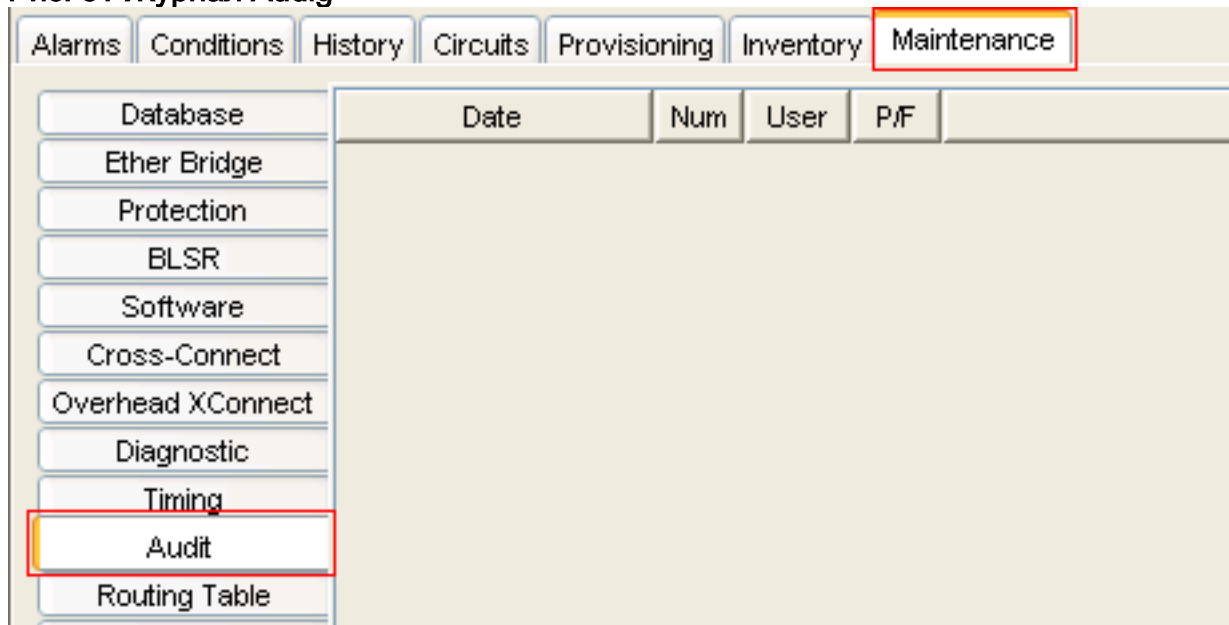 Alarms Conditions History Circuits Provisioning Inventory Maintenance
Date Num User P/F
Database
Ether Bridge
Protection
BLSR
Software
Cross-Connect
Overhead XConnect
Diagnostic
Timing
Audit
Routing Table